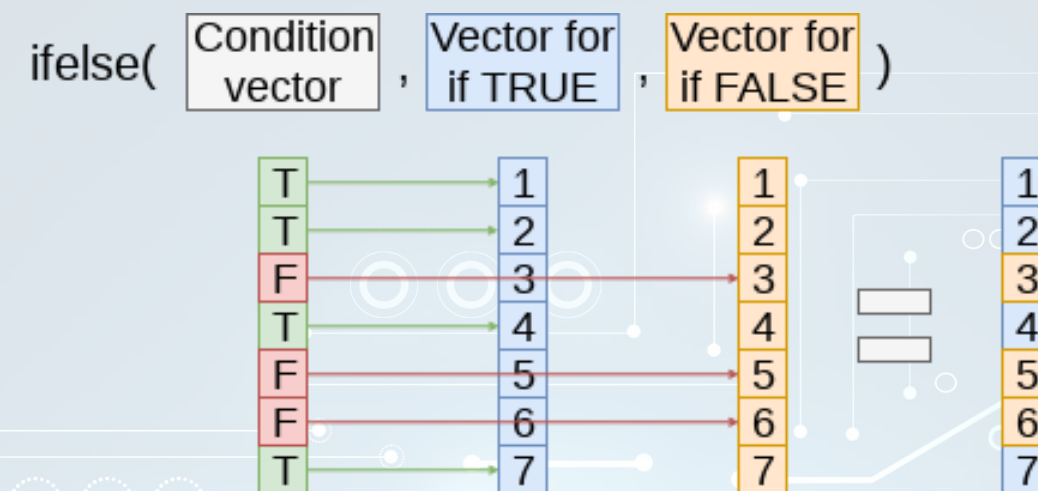 ifelse( Condition vector , Vector for if TRUE , Vector for if FALSE )
T 1 1 1
T 2 2 2
F 3 3 3
T 4 4 4
F 5 5 5
F 6 6 6
T 7 7 7